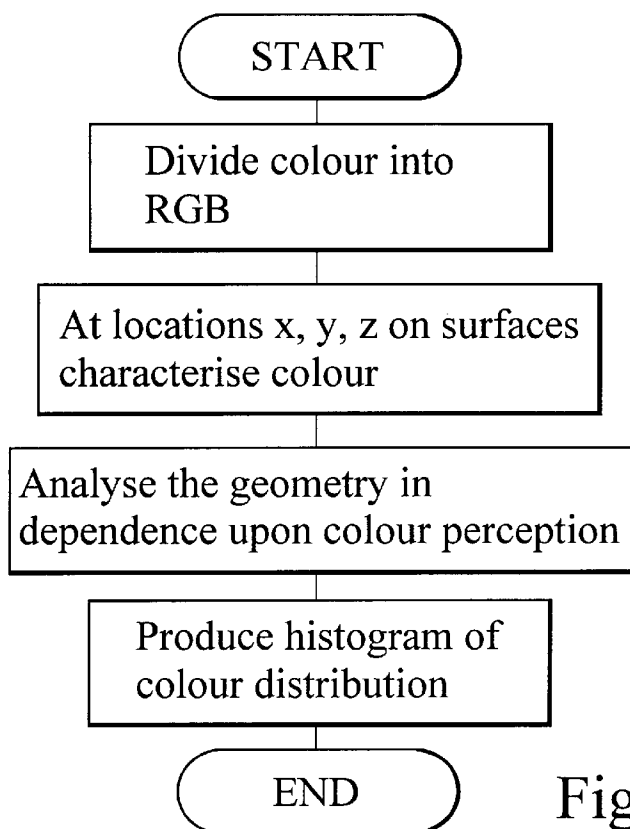 START
Divide colour into
RGB
At locations x, y, z on surfaces
characterise colour
Analyse the geometry in
dependence upon colour perception
Produce histogram of
colour distribution
END
Fig